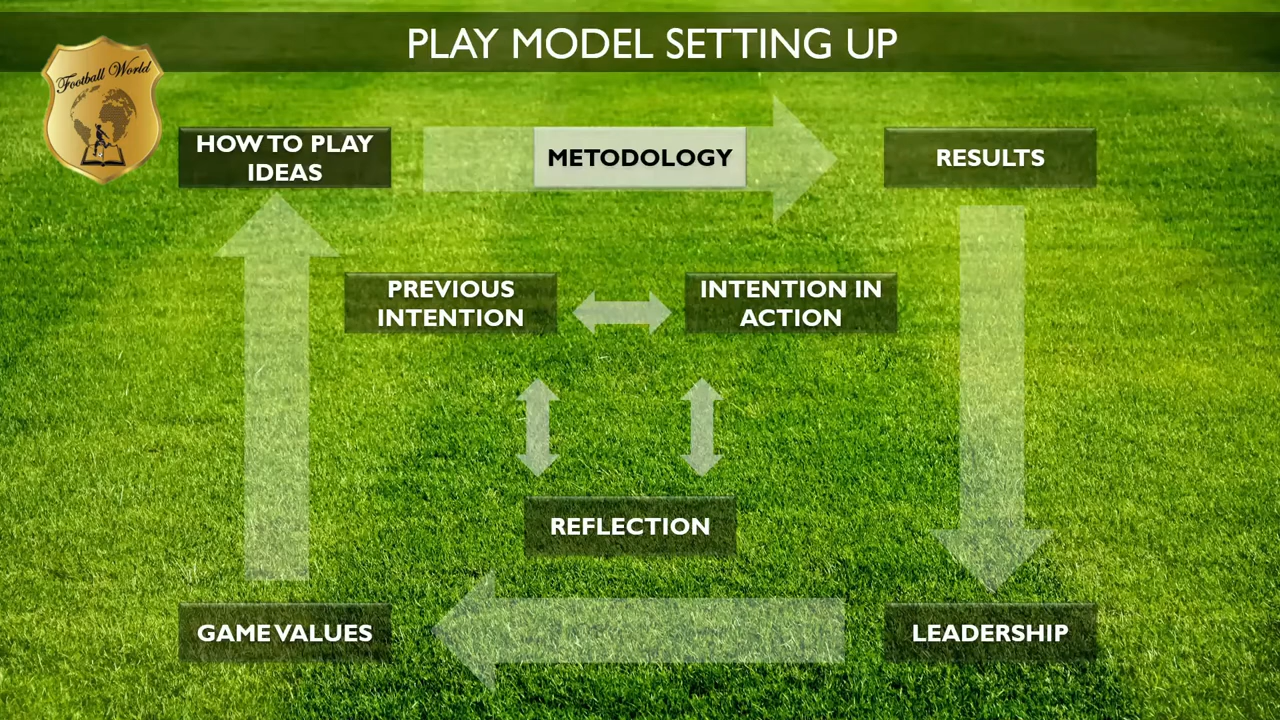 PLAY MODEL SETTING UP
Football World
HOW TO PLAY
IDEAS
METODOLOGY
RESULTS
PREVIOUS
INTENTION
INTENTION IN
ACTION
REFLECTION
GAME VALUES
LEADERSHIP